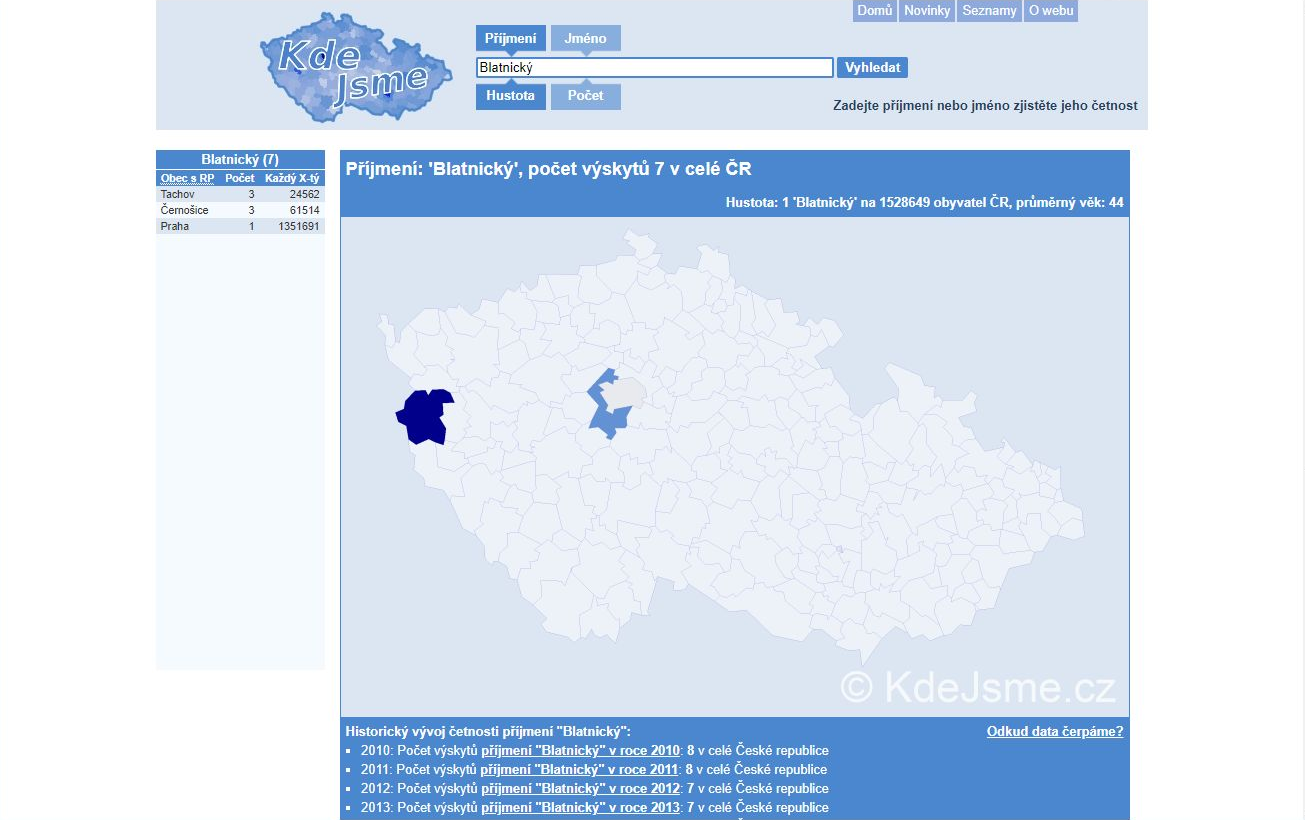 Domů Novinky Seznamy O webu
Kde
Jsme
Příjmení Jméno
Blatnický Vyhledat
Hustota Počet
Zadejte příjmení nebo jméno zjistěte jeho četnost
Blatnický (7)
Obec s RP Počet Každý X-tý
Tachov 3 24562
Černošice 3 61514
Praha 1 1351691
Příjmení: 'Blatnický', počet výskytů 7 v celé ČR
Hustota: 1 'Blatnický' na 1528649 obyvatel ČR, průměrný věk: 44
© KdeJsme.cz
Historický vývoj četnosti příjmení "Blatnický": Odkud data čerpáme?
2010: Počet výskytů příjmení "Blatnický" v roce 2010: 8 v celé České republice
2011: Počet výskytů příjmení "Blatnický" v roce 2011: 8 v celé České republice
2012: Počet výskytů příjmení "Blatnický" v roce 2012: 7 v celé České republice
2013: Počet výskytů příjmení "Blatnický" v roce 2013: 7 v celé České republice